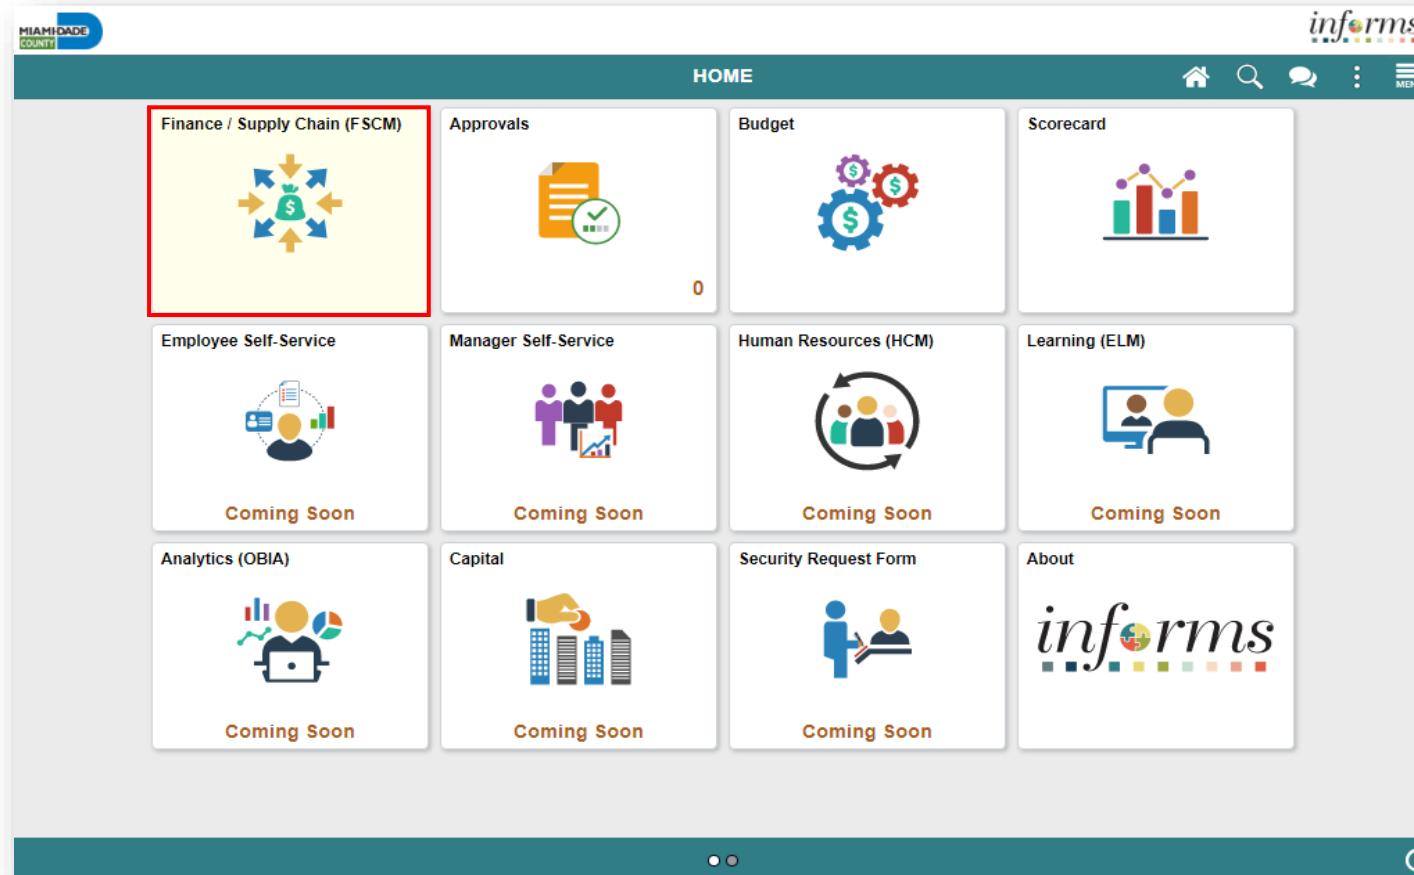 MIAMI-DADE
COUNTY
informs
HOME
Finance / Supply Chain (FSCM)
Approvals
Budget
Scorecard
0
Employee Self-Service
Manager Self-Service
Human Resources (HCM)
Learning (ELM)
Coming Soon
Coming Soon
Coming Soon
Coming Soon
Analytics (OBIA)
Capital
Security Request Form
About
informs
Coming Soon
Coming Soon
Coming Soon